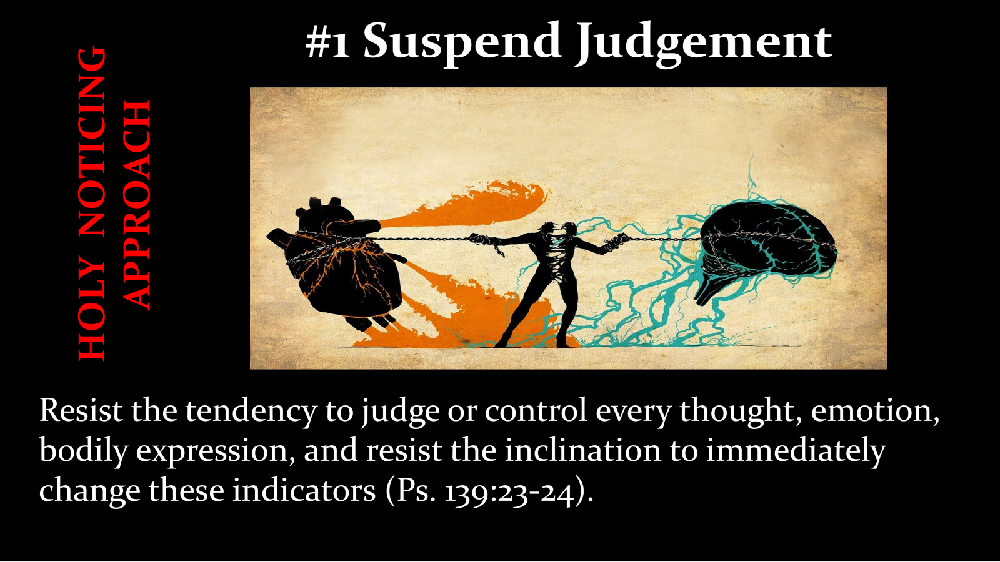 #1 Suspend Judgement
HOLY NOTICING
APPROACH
Resist the tendency to judge or control every thought, emotion,
bodily expression, and resist the inclination to immediately
change these indicators (Ps. 139:23-24).